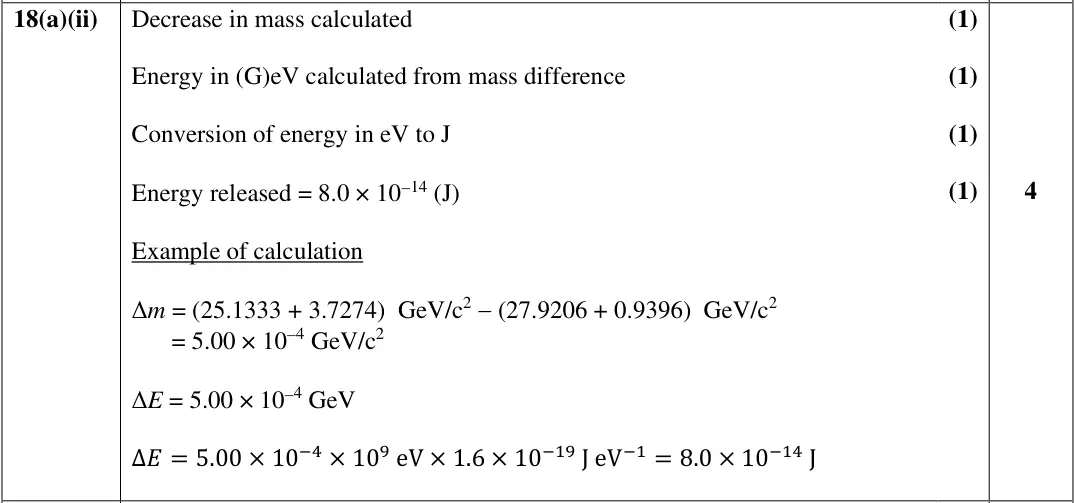 18(a)(ii) Decrease in mass calculated (1)
Energy in (G)eV calculated from mass difference (1)
Conversion of energy in eV to J (1)
Energy released = 8.0 × 10⁻¹⁴ (J) (1) 4
Example of calculation
Δm = (25.1333 + 3.7274) GeV/c² – (27.9206 + 0.9396) GeV/c²
= 5.00 × 10⁻⁴ GeV/c²
ΔE = 5.00 × 10⁻⁴ GeV
ΔE = 5.00 × 10⁻⁴ × 10⁹ eV × 1.6 × 10⁻¹⁹ J eV⁻¹ = 8.0 × 10⁻¹⁴ J